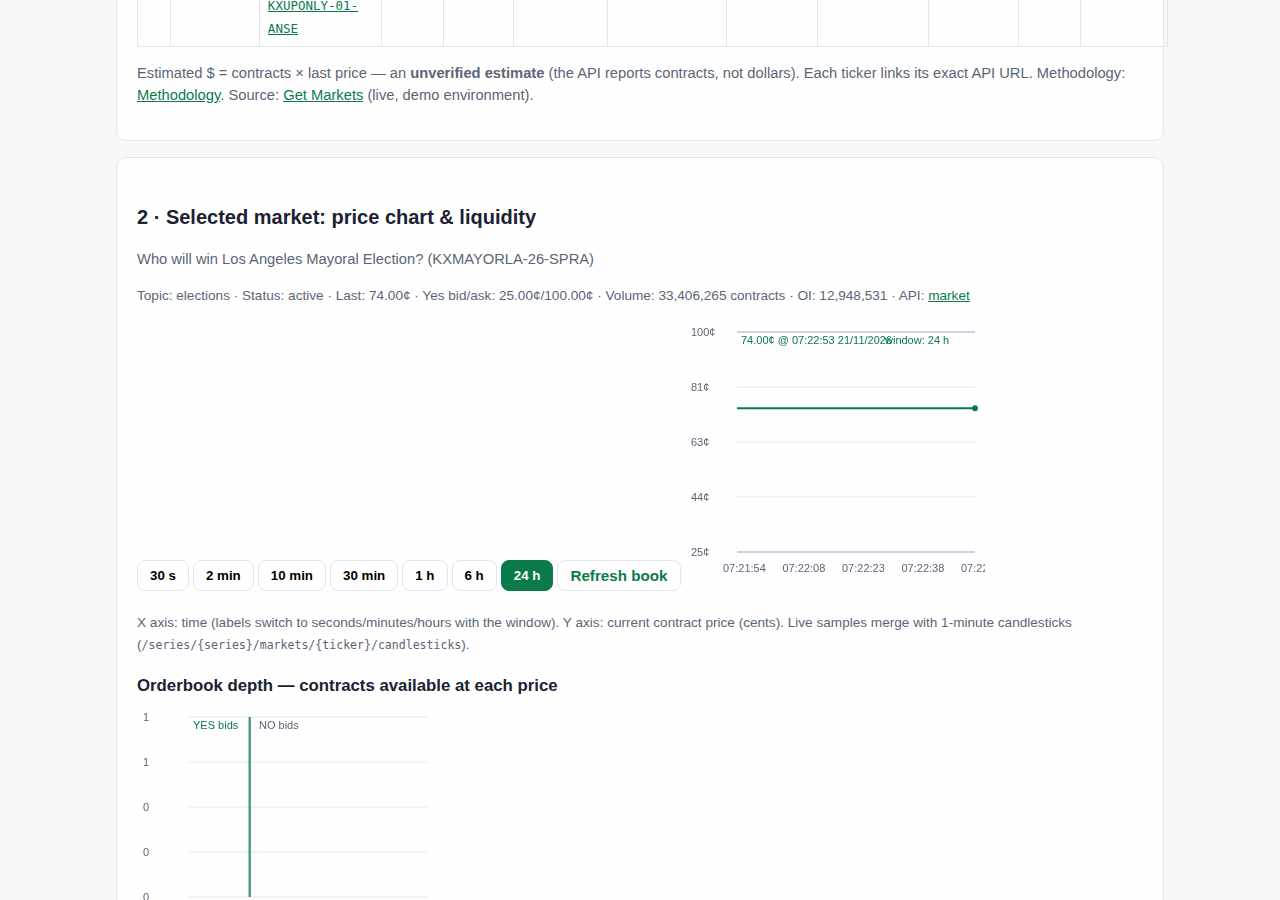 KXUPONLY-01-
ANSE
Estimated $ = contracts × last price — an unverified estimate (the API reports contracts, not dollars). Each ticker links its exact API URL. Methodology:
Methodology. Source: Get Markets (live, demo environment).
2 · Selected market: price chart & liquidity
Who will win Los Angeles Mayoral Election? (KXMAYORLA-26-SPRA)
Topic: elections · Status: active · Last: 74.00¢ · Yes bid/ask: 25.00¢/100.00¢ · Volume: 33,406,265 contracts · OI: 12,948,531 · API: market
100¢
74.00¢ @ 07:22:53 21/11/2026
window: 24 h
81¢
63¢
44¢
25¢
07:21:54 07:22:08 07:22:23 07:22:38 07:22
30 s 2 min 10 min 30 min 1 h 6 h 24 h Refresh book
X axis: time (labels switch to seconds/minutes/hours with the window). Y axis: current contract price (cents). Live samples merge with 1-minute candlesticks
(/series/{series}/markets/{ticker}/candlesticks).
Orderbook depth — contracts available at each price
1
YES bids NO bids
1
0
0
0